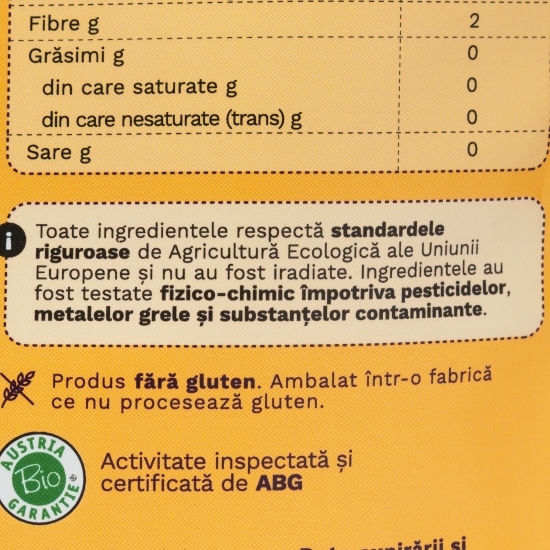 Fibre g 2
Grăsimi g 0
din care saturate g 0
din care nesaturate (trans) g 0
Sare g 0
i
Toate ingredientele respectă standardele
riguroase de Agricultură Ecologică ale Uniunii
Europene și nu au fost iradiate. Ingredientele au
fost testate fizico-chimic împotriva pesticidelor,
metalelor grele și substanțelor contaminante.
Produs fără gluten. Ambalat într-o fabrică
ce nu procesează gluten.
AUSTRIA
Bio
GARANTIE
®
Activitate inspectată și
certificată de ABG